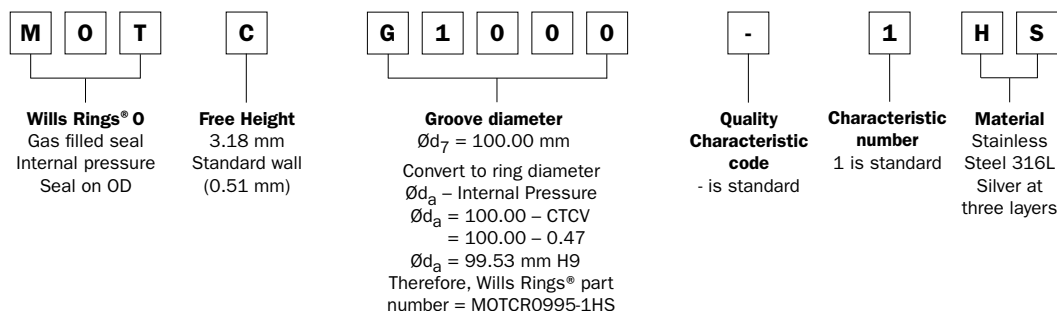 M O T C G 1 0 0 0 - 1 H S
Wills Rings® O
Gas filled seal
Internal pressure
Seal on OD
Free Height
3.18 mm
Standard wall
(0.51 mm)
Groove diameter
Ød7 = 100.00 mm
Convert to ring diameter
Øda – Internal Pressure
Øda = 100.00 – CTCV
= 100.00 – 0.47
Øda = 99.53 mm H9
Therefore, Wills Rings® part
number = MOTCR0995-1HS
Quality
Characteristic
code
- is standard
Characteristic
number
1 is standard
Material
Stainless
Steel 316L
Silver at
three layers